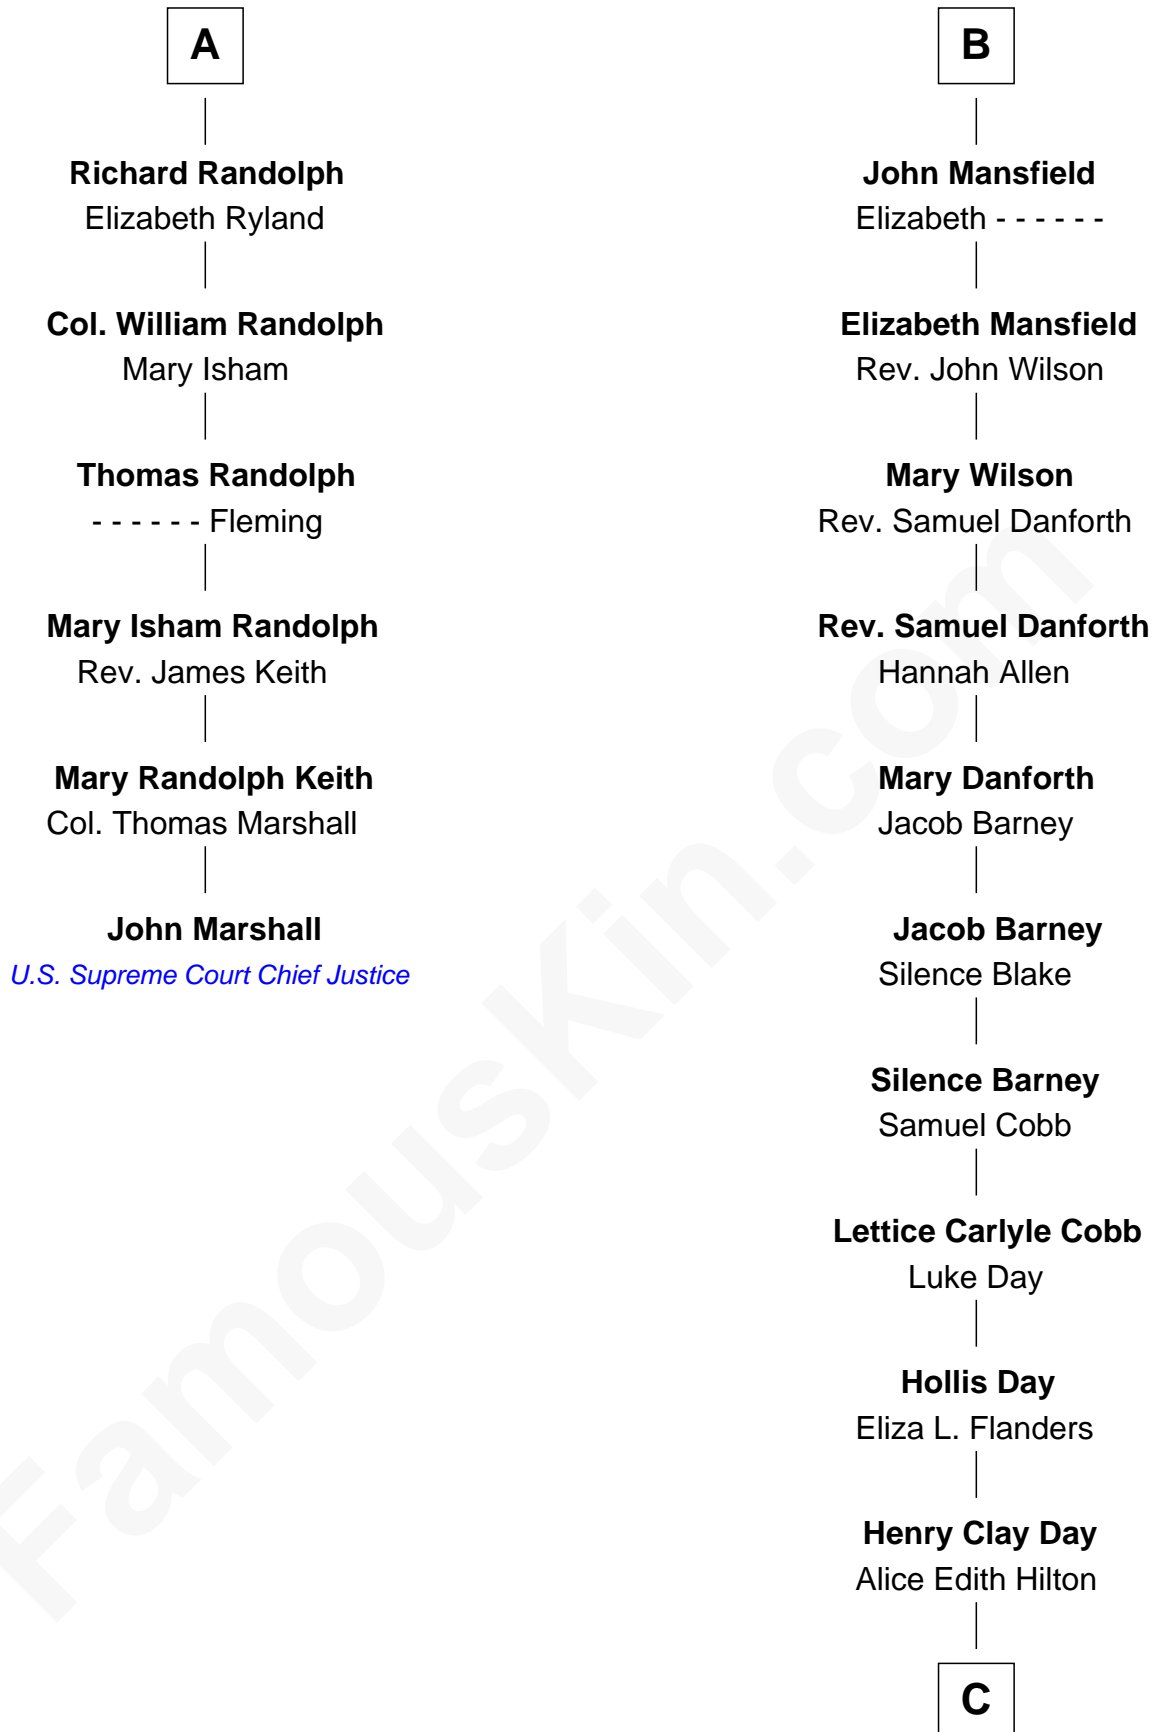 A
Richard Randolph
Elizabeth Ryland
Col. William Randolph
Mary Isham
Thomas Randolph
- - - - - - Fleming
Mary Isham Randolph
Rev. James Keith
Mary Randolph Keith
Col. Thomas Marshall
John Marshall
U.S. Supreme Court Chief Justice
B
John Mansfield
Elizabeth - - - - - -
Elizabeth Mansfield
Rev. John Wilson
Mary Wilson
Rev. Samuel Danforth
Rev. Samuel Danforth
Hannah Allen
Mary Danforth
Jacob Barney
Jacob Barney
Silence Blake
Silence Barney
Samuel Cobb
Lettice Carlyle Cobb
Luke Day
Hollis Day
Eliza L. Flanders
Henry Clay Day
Alice Edith Hilton
C
FamousKin.com